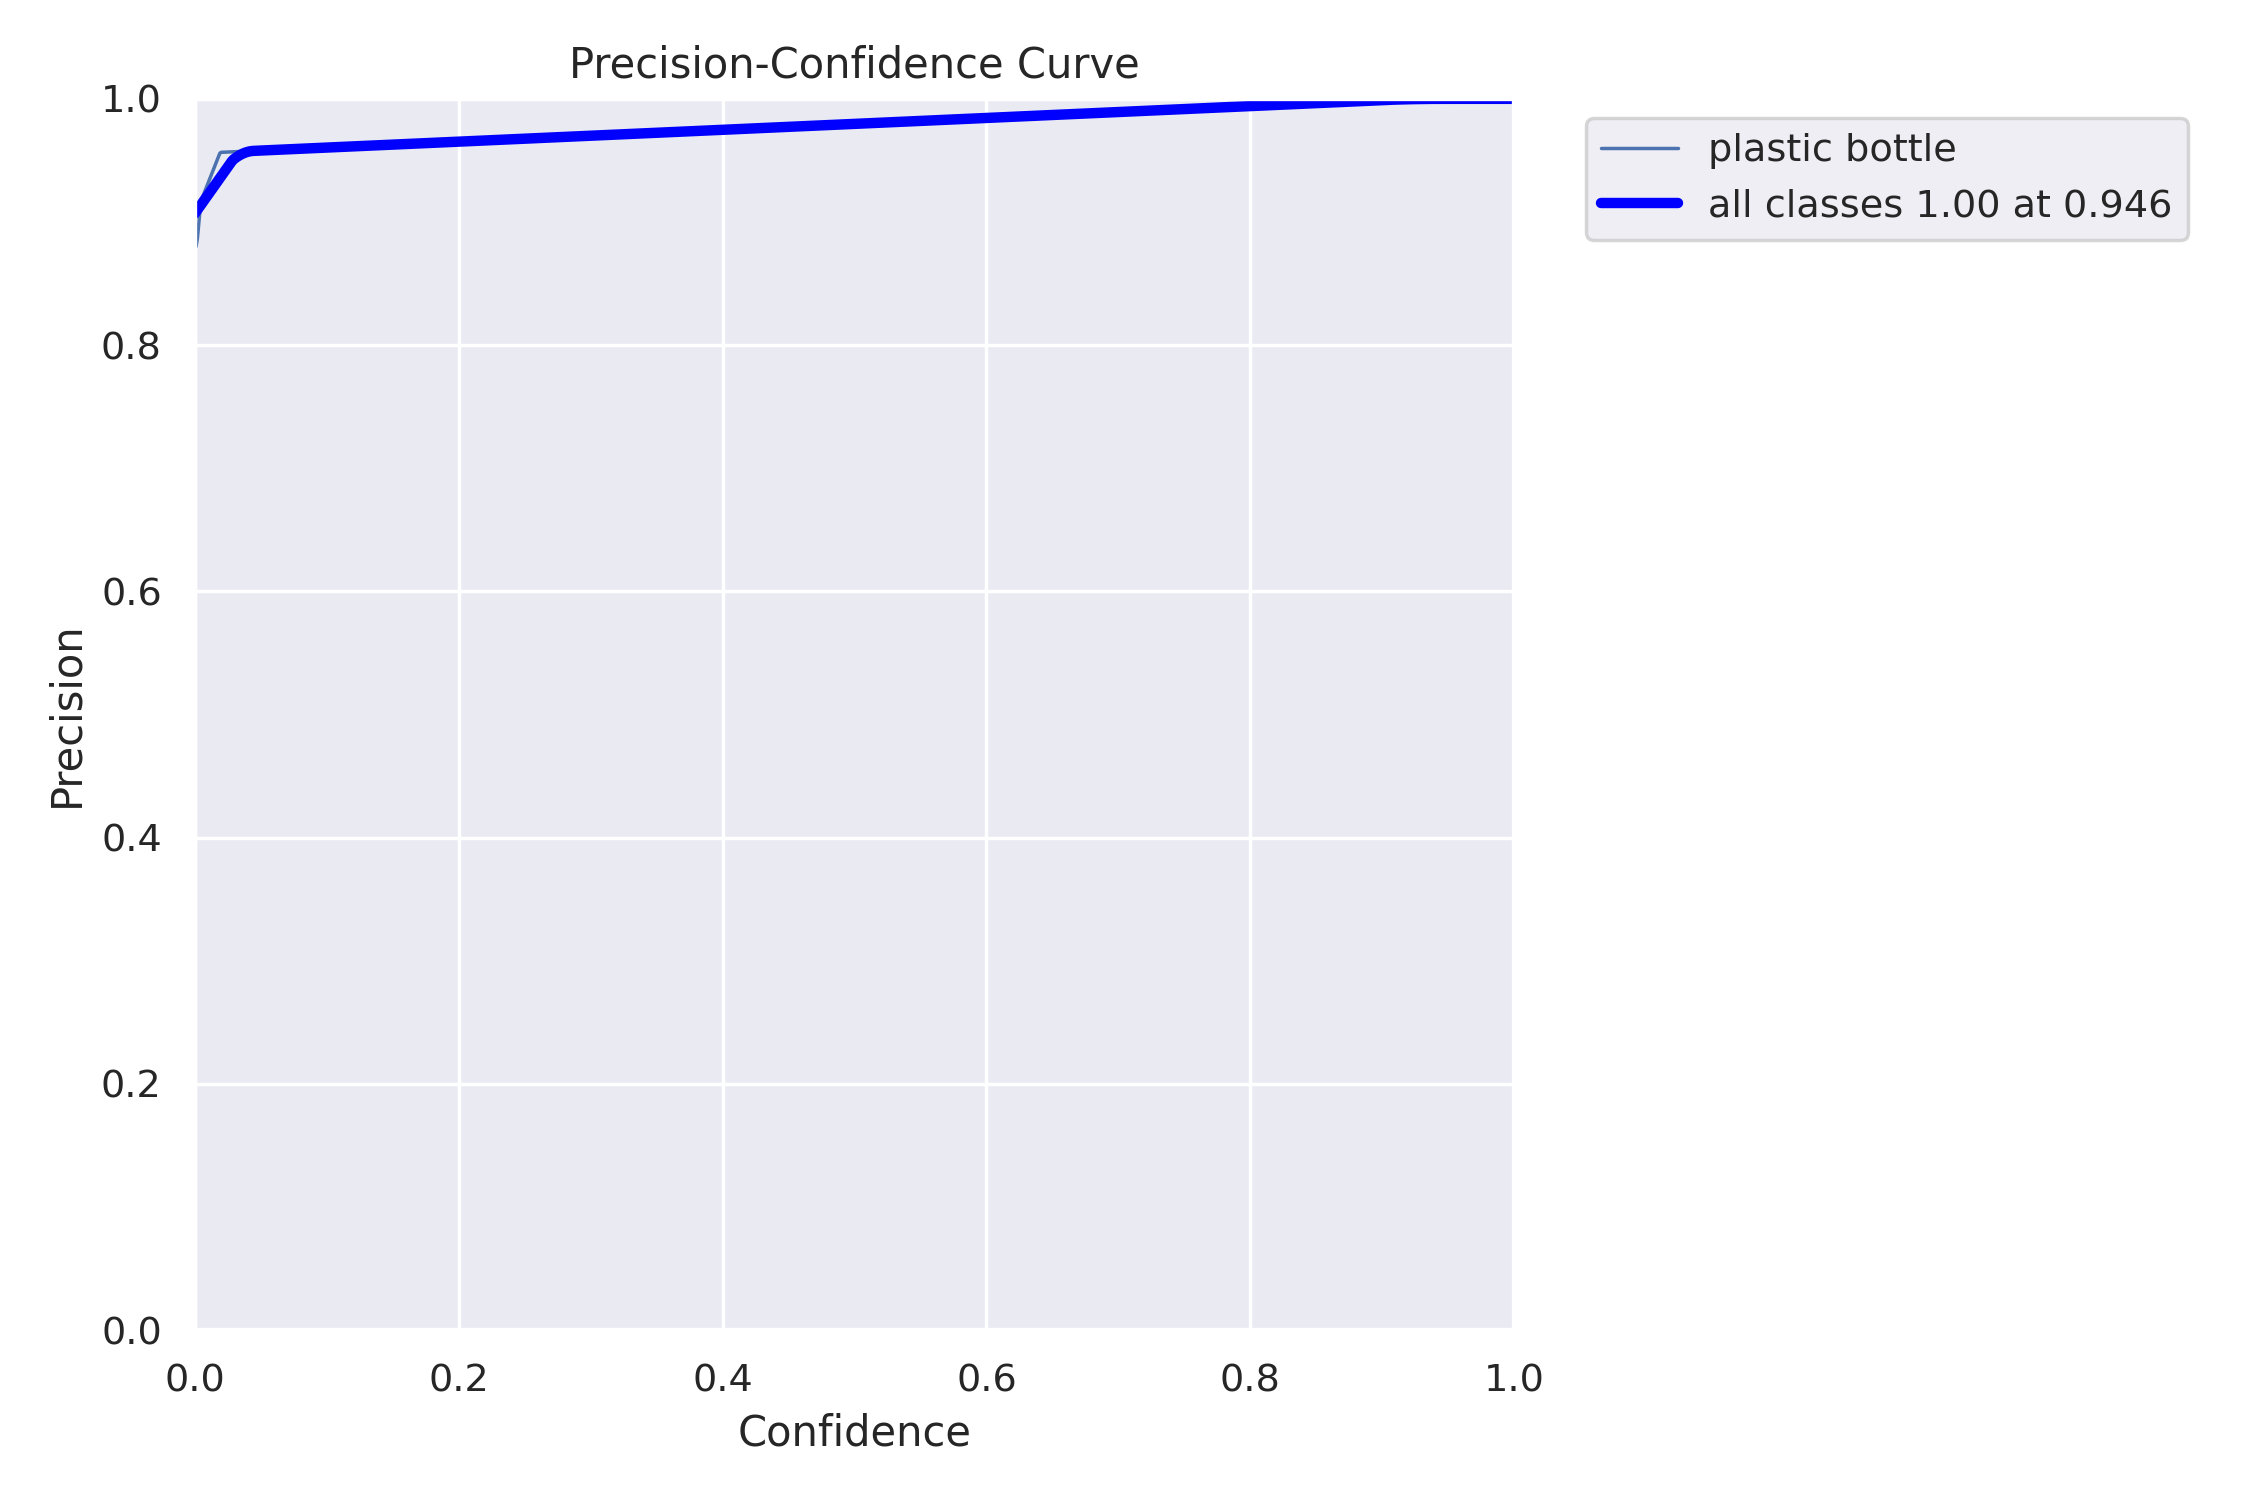 Precision-Confidence Curve
1.0
0.8
0.6
0.4
0.2
0.0
Precision
0.0 0.2 0.4 0.6 0.8 1.0
Confidence
plastic bottle
all classes 1.00 at 0.946